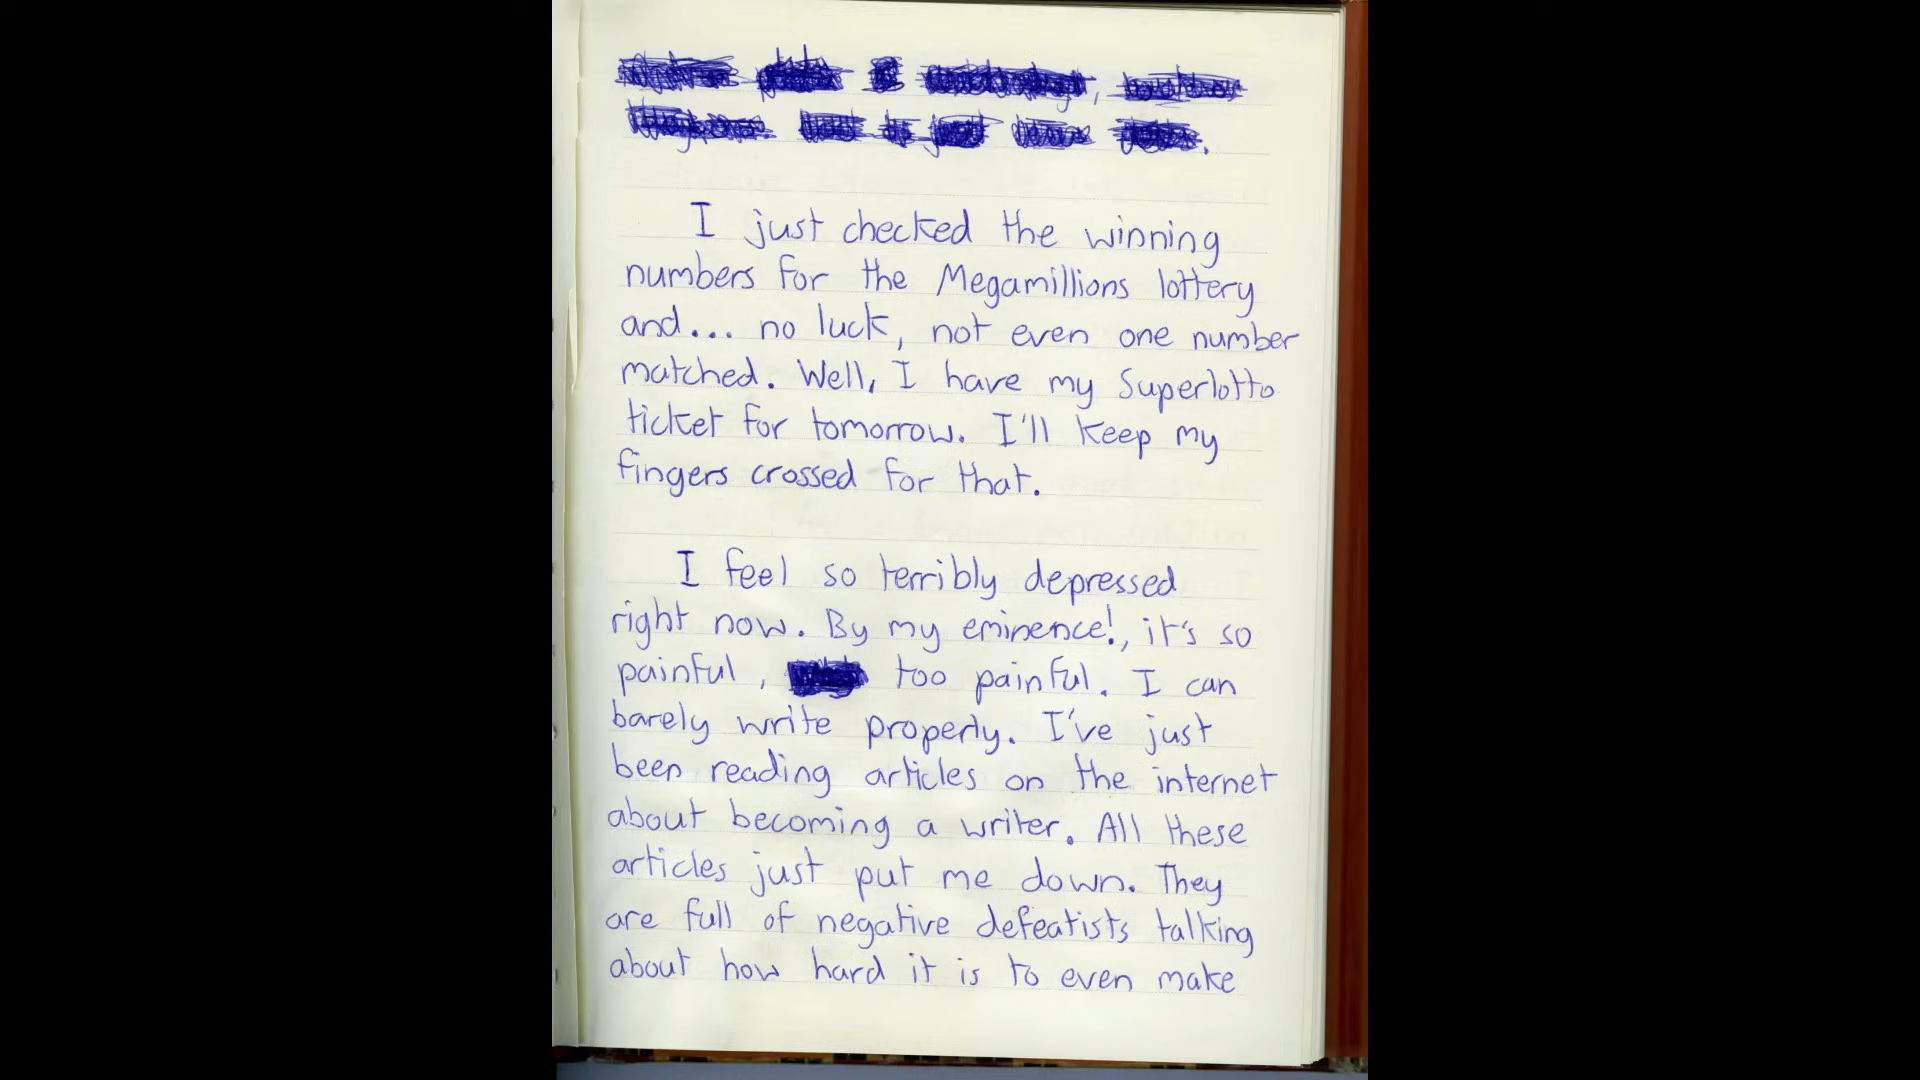 I just checked the winning
numbers for the Megamillions lottery
and... no luck, not even one number
matched. Well, I have my Superlotto
ticket for tomorrow. I'll keep my
fingers crossed for that.
I feel so terribly depressed
right now. By my eminence!, it's so
painful, too painful. I can
barely write properly. I've just
been reading articles on the internet
about becoming a writer. All these
articles just put me down. They
are full of negative defeatists talking
about how hard it is to even make